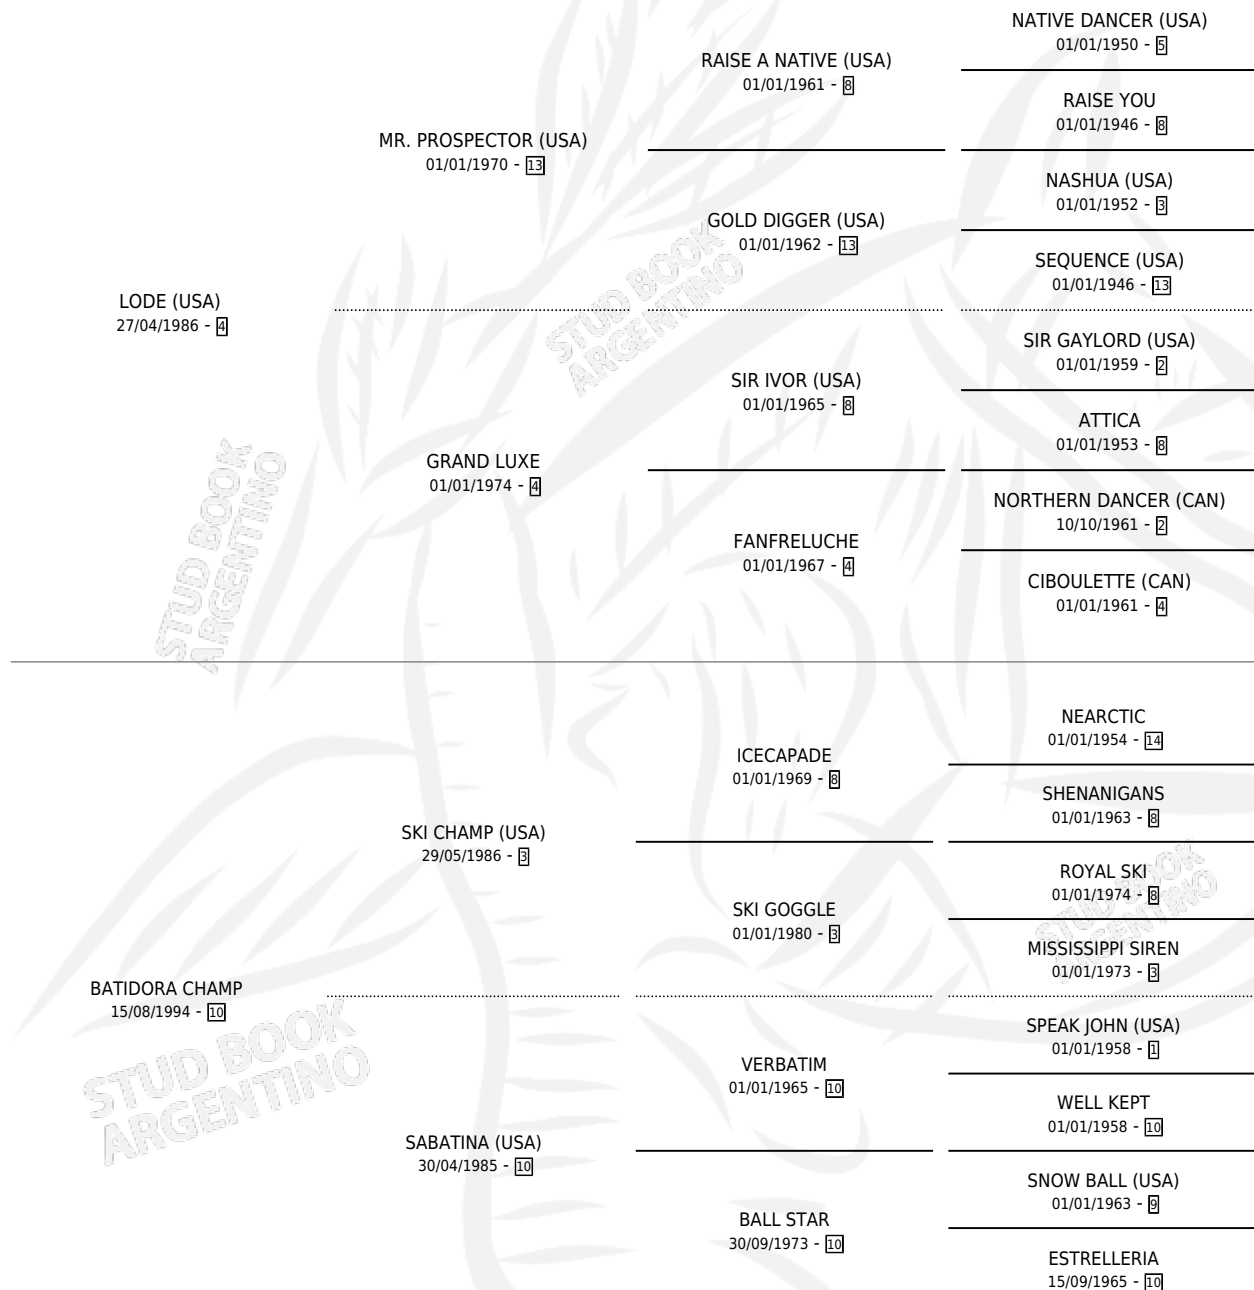 NATIVE DANCER (USA)
01/01/1950 - 5
RAISE A NATIVE (USA)
01/01/1961 - 8
RAISE YOU
01/01/1946 - 8
MR. PROSPECTOR (USA)
01/01/1970 - 13
NASHUA (USA)
01/01/1952 - 3
GOLD DIGGER (USA)
01/01/1962 - 13
SEQUENCE (USA)
01/01/1946 - 13
LODE (USA)
27/04/1986 - 4
STUD BOOK
ARGENTINO
SIR GAYLORD (USA)
01/01/1959 - 2
SIR IVOR (USA)
01/01/1965 - 8
ATTICA
01/01/1953 - 8
GRAND LUXE
01/01/1974 - 4
NORTHERN DANCER (CAN)
10/10/1961 - 2
FANFRELUCHE
01/01/1967 - 4
CIBOULETTE (CAN)
01/01/1961 - 4
STUD BOOK
ARGENTINO
NEARCTIC
01/01/1954 - 14
ICECAPADE
01/01/1969 - 8
SHENANIGANS
01/01/1963 - 8
SKI CHAMP (USA)
29/05/1986 - 3
ROYAL SKI
01/01/1974 - 8
STUD BOOK
ARGENTINO
SKI GOGGLE
01/01/1980 - 3
MISSISSIPPI SIREN
01/01/1973 - 3
BATIDORA CHAMP
15/08/1994 - 10
STUD BOOK
ARGENTINO
SPEAK JOHN (USA)
01/01/1958 - 1
VERBATIM
01/01/1965 - 10
WELL KEPT
01/01/1958 - 10
SABATINA (USA)
30/04/1985 - 10
SNOW BALL (USA)
01/01/1963 - 9
BALL STAR
30/09/1973 - 10
ESTRELLERIA
15/09/1965 - 10